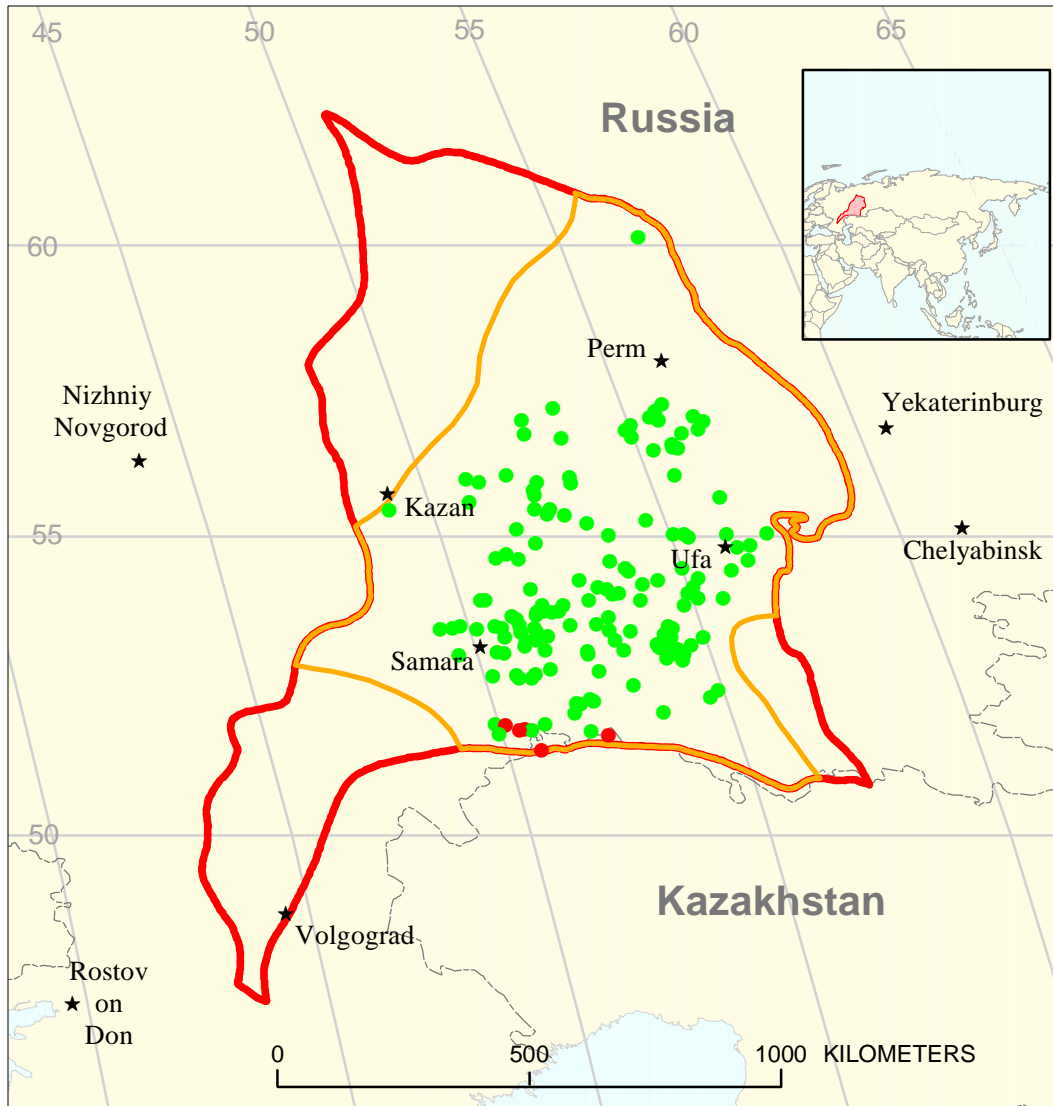 45
50
55
60
65
Russia
60
Perm
Nizhniy
Novgorod
Yekaterinburg
Kazan
55
Ufa
Chelyabinsk
Samara
50
Kazakhstan
Volgograd
Rostov
on
Don
0 500 1000 KILOMETERS